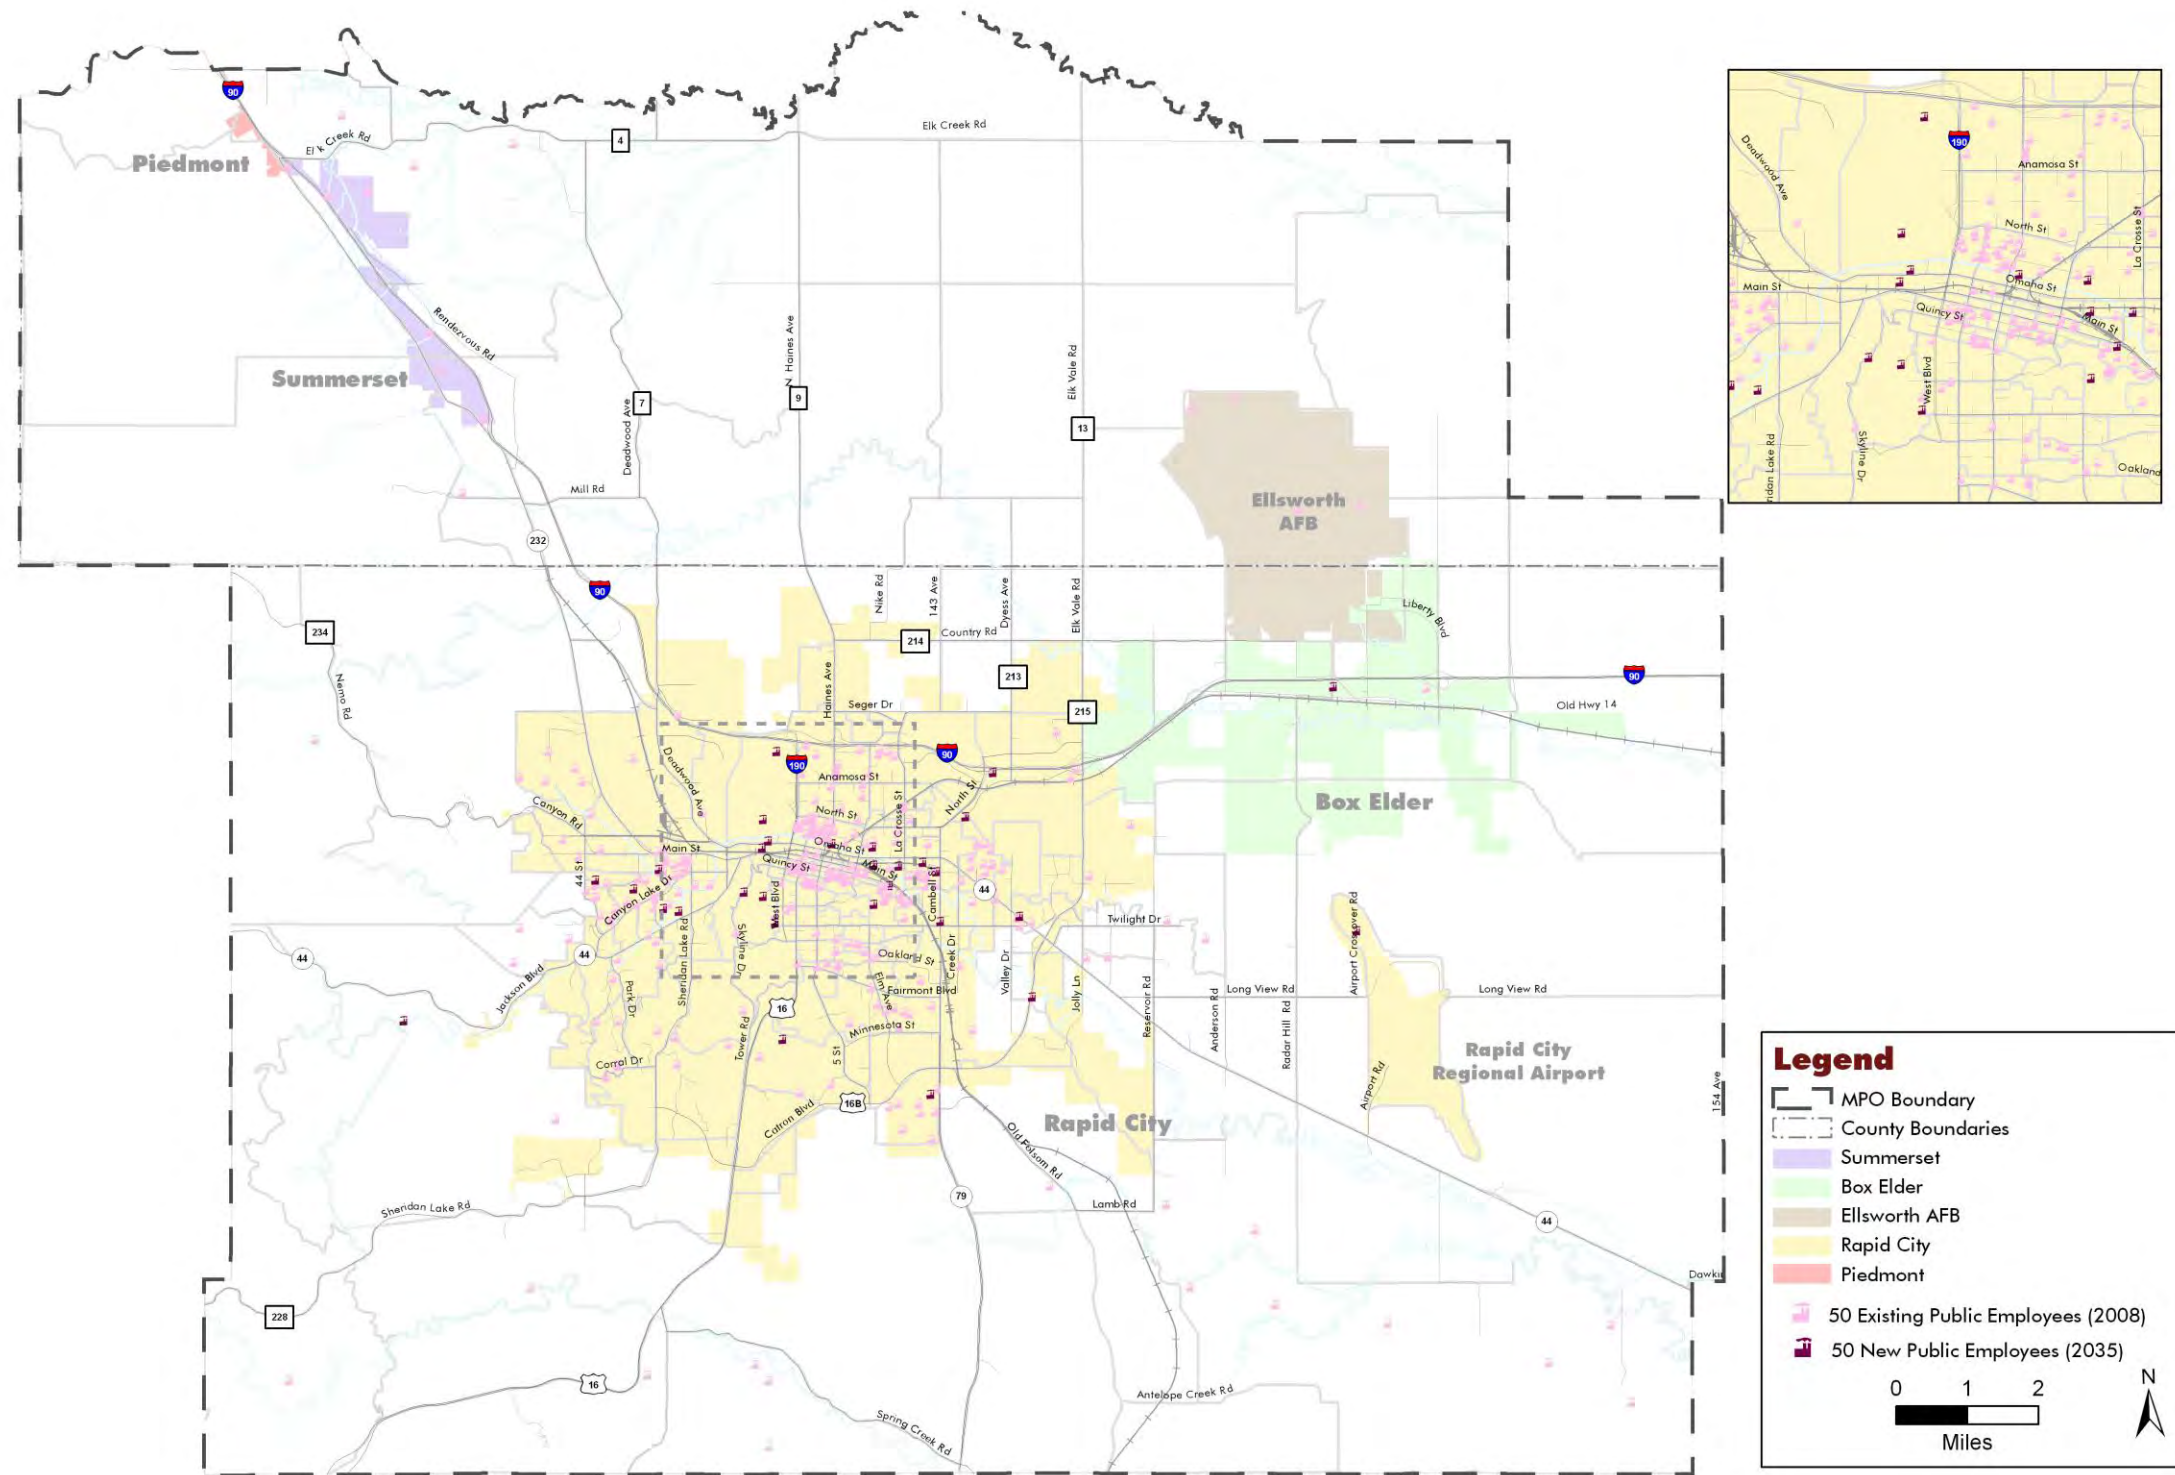 90
Elk Creek Rd
Elk Creek Rd
4
Piedmont
Rendezvous Rd
Summerset
N. Haines Ave
Elk Vale Rd
7
9
13
Deadwood Ave
Mill Rd
Ellsworth
AFB
232
90
Nike Rd
143 Ave
Dyess Ave
Elk Vale Rd
Liberty Blvd
234
214
Country Rd
Nemo Rd
Haines Ave
213
90
Seger Dr
215
Old Hwy 14
190
90
Deadwood Ave
Anamosa St
North St
La Crosse St
North St
Box Elder
Canyon Rd
Main St
Omaha St
Quincy St
Main St
44 St
Canyon Lake Dr
West Blvd
Cambell St
44
Airport Crossover Rd
Twilight Dr
44
44
Jackson Blvd
Park Dr
Sheridan Lake Rd
Skyline Dr
Oakland St
Elm Ave
Creek Dr
Valley Dr
Jolly Ln
Reservoir Rd
Fairmont Blvd
Long View Rd
Long View Rd
16
Anderson Rd
Radar Hill Rd
Minnesota St
Tower Rd
5 St
Corral Dr
Rapid City
Regional Airport
Airport Rd
154 Ave
16B
Catron Blvd
Rapid City
Old Folsom Rd
Sheridan Lake Rd
79
Lamb Rd
44
Dawki
228
16
Antelope Creek Rd
Spring Creek Rd
190
Deadwood Ave
Anamosa St
La Crosse St
North St
Main St
Omaha St
Quincy St
Main St
West Blvd
ridan Lake Rd
Skyline Dr
Oakland
Legend
MPO Boundary
County Boundaries
Summerset
Box Elder
Ellsworth AFB
Rapid City
Piedmont
50 Existing Public Employees (2008)
50 New Public Employees (2035)
N
0 1 2
Miles